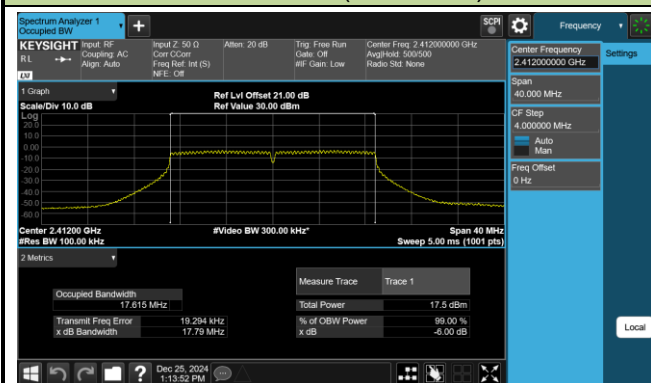 Spectrum Analyzer 1
Occupied BW
SCPI
Frequency
KEYSIGHT
RL
LXI
Input: RF
Coupling: AC
Align: Auto
Input Z: 50 Ω
Corr CCorr
Freq Ref: Int (S)
NFE: Off
Atten: 20 dB
Trig: Free Run
Gate: Off
#IF Gain: Low
Center Freq: 2.412000000 GHz
Avg|Hold: 500/500
Radio Std: None
Center Frequency
2.412000000 GHz
Settings
Span
40.000 MHz
CF Step
4.000000 MHz
Auto
Man
Freq Offset
0 Hz
Local
1 Graph
Scale/Div 10.0 dB
Ref Lvl Offset 21.00 dB
Ref Value 30.00 dBm
Log
20.0
10.0
0.00
-10.0
-20.0
-30.0
-40.0
-50.0
-60.0
Center 2.41200 GHz
#Res BW 100.00 kHz
#Video BW 300.00 kHz*
Span 40 MHz
Sweep 5.00 ms (1001 pts)
2 Metrics
Measure Trace Trace 1
Occupied Bandwidth
17.615 MHz
Total Power 17.5 dBm
Transmit Freq Error 19.294 kHz
% of OBW Power 99.00 %
x dB Bandwidth 17.79 MHz
x dB -6.00 dB
?
Dec 25, 2024
1:13:52 PM